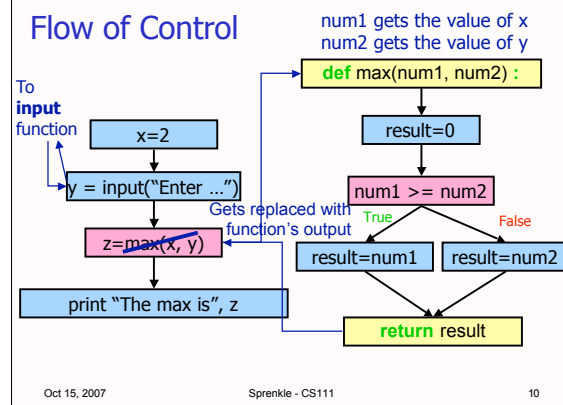 Flow of Control
num1 gets the value of x
num2 gets the value of y
To
input
function
x=2
y = input(“Enter …”)
z=max(x, y)
print “The max is”, z
Gets replaced with
function’s output
def max(num1, num2) :
result=0
num1 >= num2
True
False
result=num1
result=num2
return result
Oct 15, 2007
Sprenkle - CS111
10